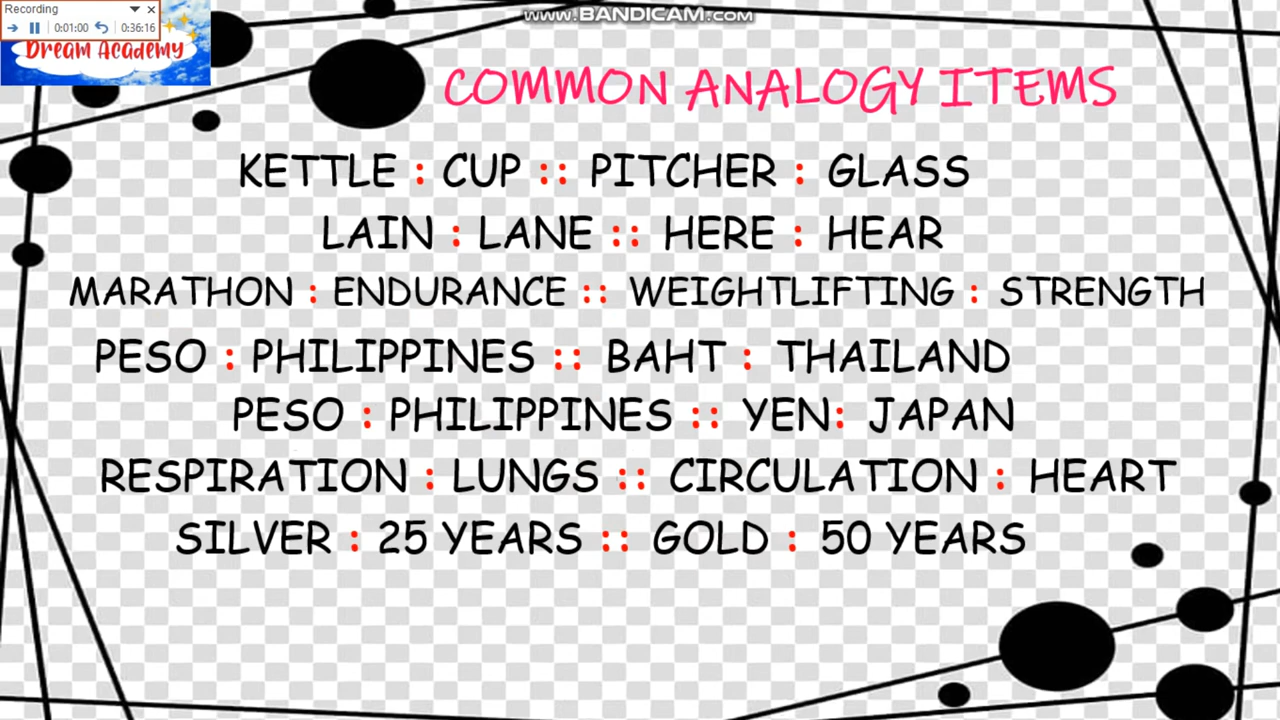 Recording
0:01:00 0:36:16
www.BANDICAM.com
Dream Academy
COMMON ANALOGY ITEMS
KETTLE : CUP :: PITCHER : GLASS
LAIN : LANE :: HERE : HEAR
MARATHON : ENDURANCE :: WEIGHTLIFTING : STRENGTH
PESO : PHILIPPINES :: BAHT : THAILAND
PESO : PHILIPPINES :: YEN: JAPAN
RESPIRATION : LUNGS :: CIRCULATION : HEART
SILVER : 25 YEARS :: GOLD : 50 YEARS